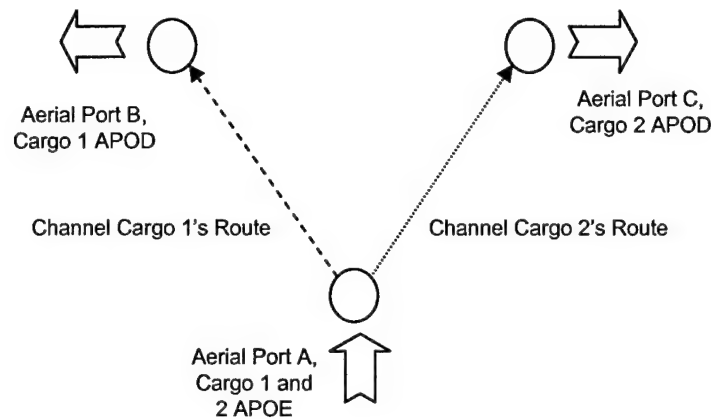 Aerial Port B,
Cargo 1 APOD
Aerial Port C,
Cargo 2 APOD
Channel Cargo 1's Route
Channel Cargo 2's Route
Aerial Port A,
Cargo 1 and
2 APOE